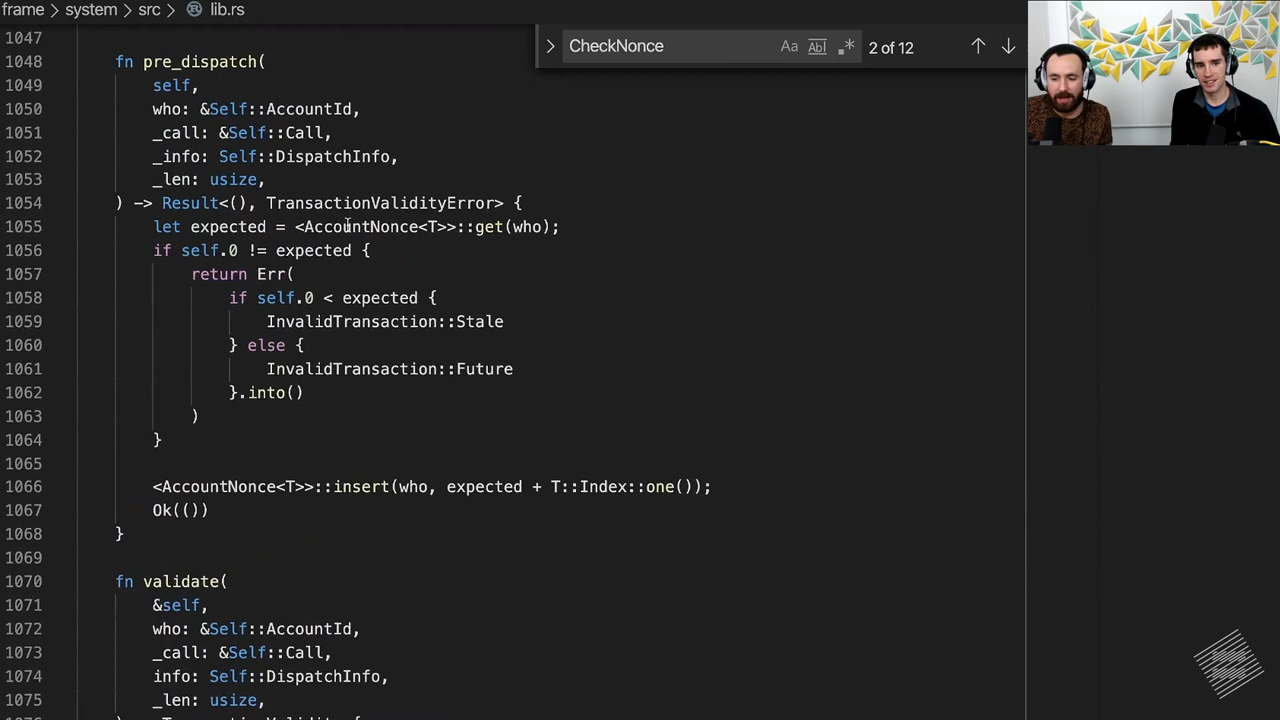 frame > system > src > lib.rs
CheckNonce Aa Abl .* 2 of 12
1047
1048 fn pre_dispatch(
1049 self,
1050 who: &Self::AccountId,
1051 _call: &Self::Call,
1052 _info: Self::DispatchInfo,
1053 _len: usize,
1054 ) -> Result<(), TransactionValidityError> {
1055 let expected = <AccountNonce<T>>::get(who);
1056 if self.0 != expected {
1057 return Err(
1058 if self.0 < expected {
1059 InvalidTransaction::Stale
1060 } else {
1061 InvalidTransaction::Future
1062 }.into()
1063 )
1064 }
1065
1066 <AccountNonce<T>>::insert(who, expected + T::Index::one());
1067 Ok(())
1068 }
1069
1070 fn validate(
1071 &self,
1072 who: &Self::AccountId,
1073 _call: &Self::Call,
1074 info: Self::DispatchInfo,
1075 _len: usize,